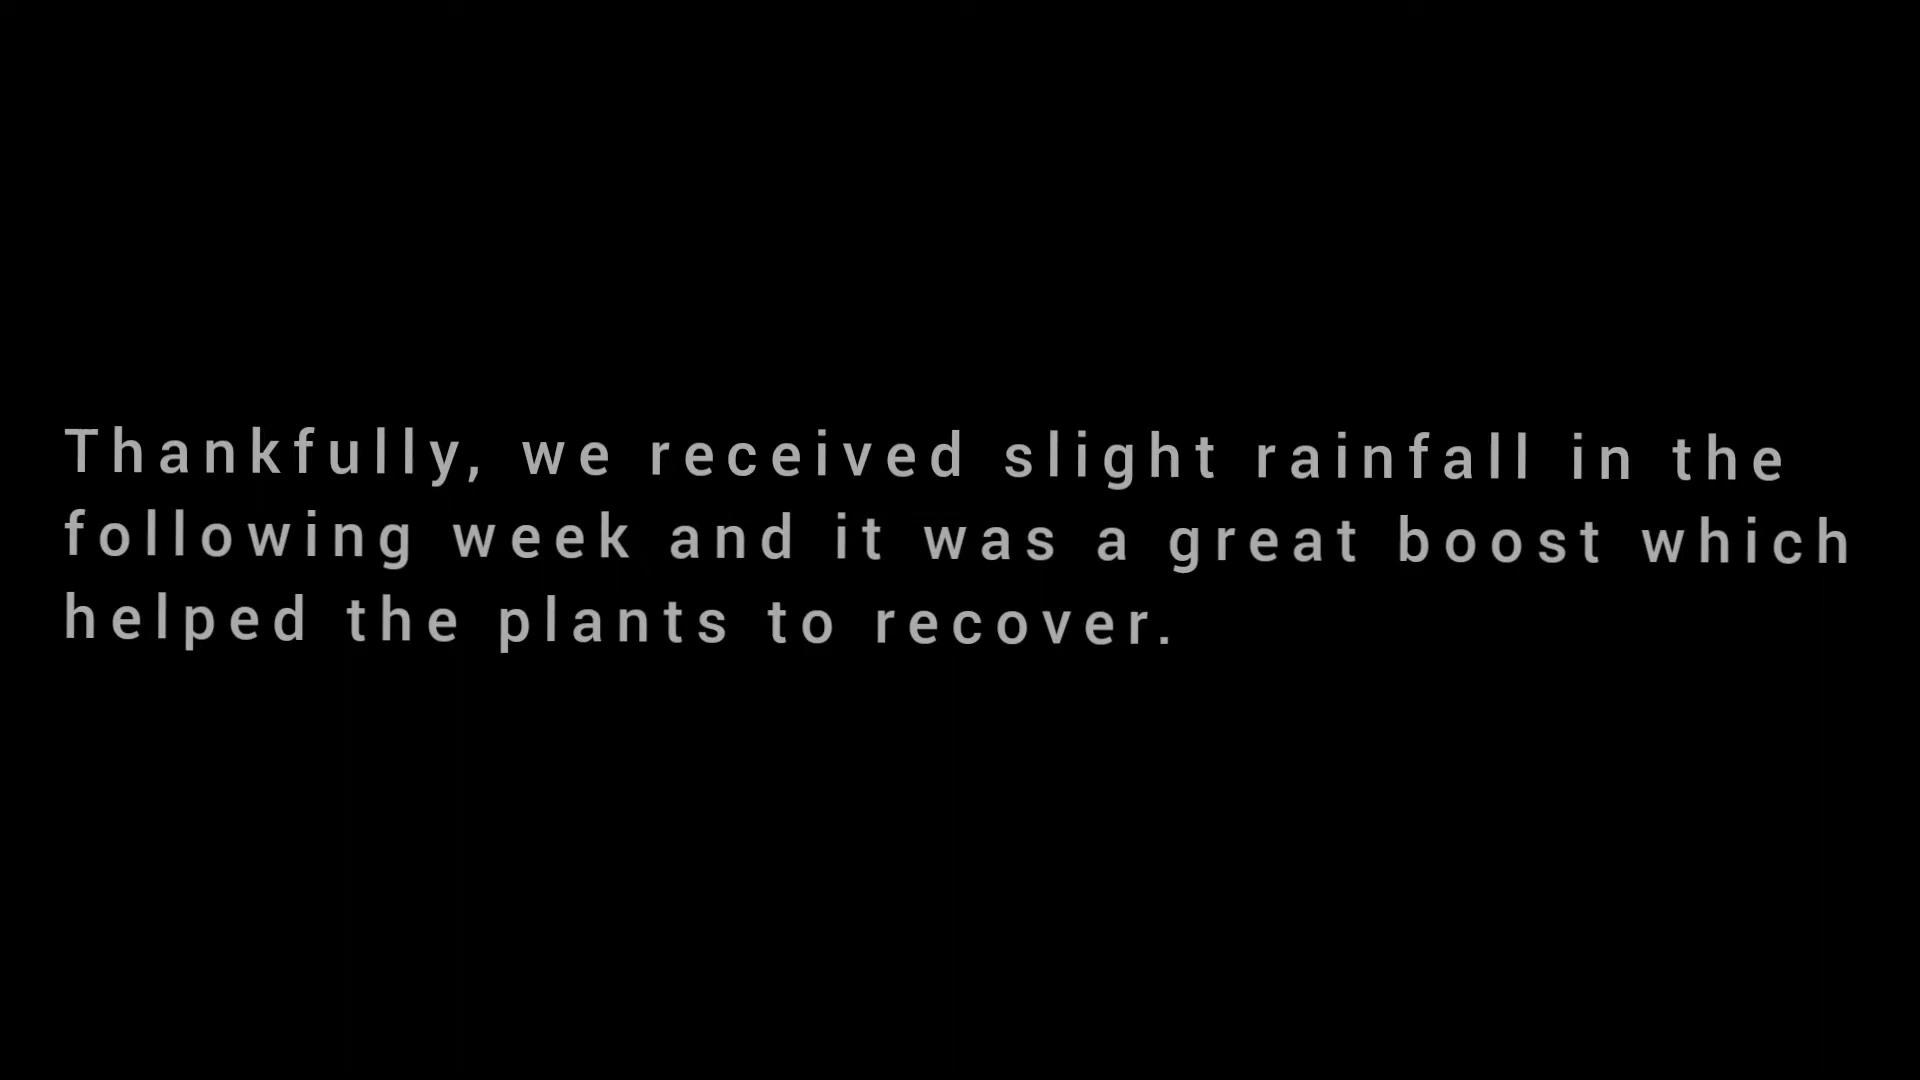 Thankfully, we received slight rainfall in the
following week and it was a great boost which
helped the plants to recover.